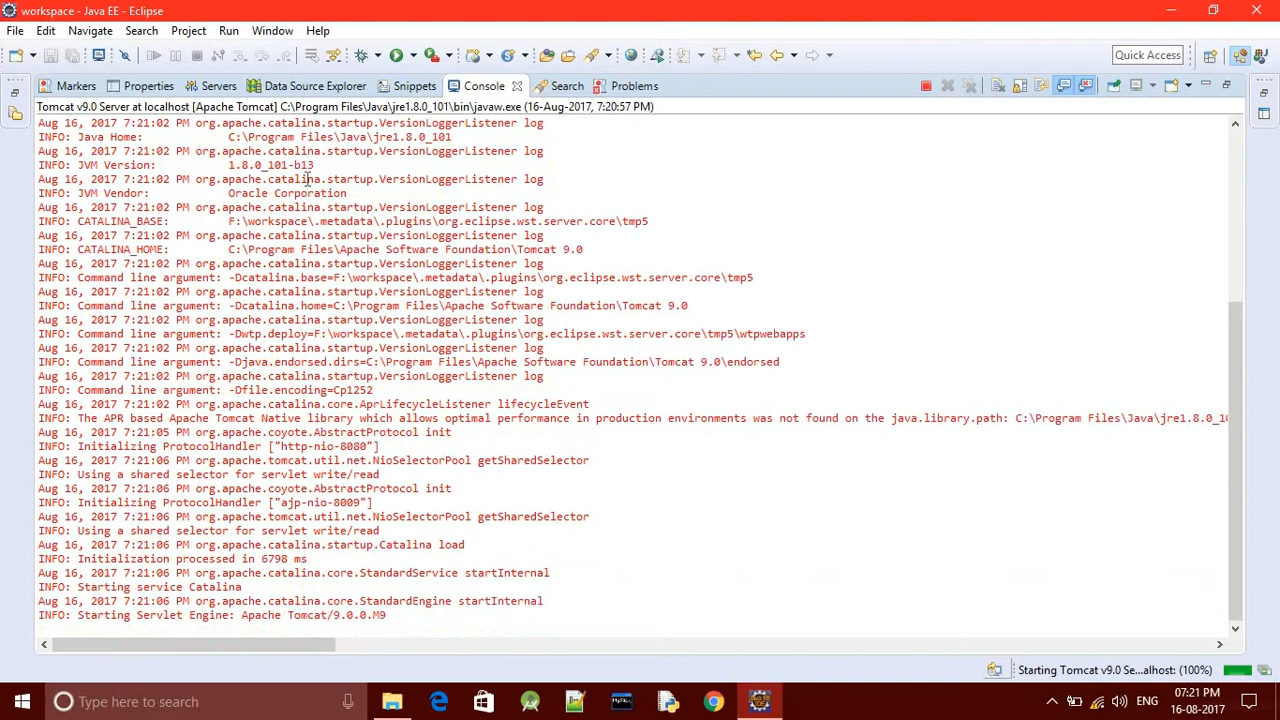 workspace - Java EE - Eclipse
File Edit Navigate Search Project Run Window Help
Quick Access
Markers Properties Servers Data Source Explorer Snippets Console Search Problems
Tomcat v9.0 Server at localhost [Apache Tomcat] C:\Program Files\Java\jre1.8.0_101\bin\javaw.exe (16-Aug-2017, 7:20:57 PM)
Aug 16, 2017 7:21:02 PM org.apache.catalina.startup.VersionLoggerListener log
INFO: Java Home: C:\Program Files\Java\jre1.8.0_101
Aug 16, 2017 7:21:02 PM org.apache.catalina.startup.VersionLoggerListener log
INFO: JVM Version: 1.8.0_101-b13
Aug 16, 2017 7:21:02 PM org.apache.catalina.startup.VersionLoggerListener log
INFO: JVM Vendor: Oracle Corporation
Aug 16, 2017 7:21:02 PM org.apache.catalina.startup.VersionLoggerListener log
INFO: CATALINA_BASE: F:\workspace\.metadata\.plugins\org.eclipse.wst.server.core\tmp5
Aug 16, 2017 7:21:02 PM org.apache.catalina.startup.VersionLoggerListener log
INFO: CATALINA_HOME: C:\Program Files\Apache Software Foundation\Tomcat 9.0
Aug 16, 2017 7:21:02 PM org.apache.catalina.startup.VersionLoggerListener log
INFO: Command line argument: -Dcatalina.base=F:\workspace\.metadata\.plugins\org.eclipse.wst.server.core\tmp5
Aug 16, 2017 7:21:02 PM org.apache.catalina.startup.VersionLoggerListener log
INFO: Command line argument: -Dcatalina.home=C:\Program Files\Apache Software Foundation\Tomcat 9.0
Aug 16, 2017 7:21:02 PM org.apache.catalina.startup.VersionLoggerListener log
INFO: Command line argument: -Dwtp.deploy=F:\workspace\.metadata\.plugins\org.eclipse.wst.server.core\tmp5\wtpwebapps
Aug 16, 2017 7:21:02 PM org.apache.catalina.startup.VersionLoggerListener log
INFO: Command line argument: -Djava.endorsed.dirs=C:\Program Files\Apache Software Foundation\Tomcat 9.0\endorsed
Aug 16, 2017 7:21:02 PM org.apache.catalina.startup.VersionLoggerListener log
INFO: Command line argument: -Dfile.encoding=Cp1252
Aug 16, 2017 7:21:02 PM org.apache.catalina.core.AprLifecycleListener lifecycleEvent
INFO: The APR based Apache Tomcat Native library which allows optimal performance in production environments was not found on the java.library.path: C:\Program Files\Java\jre1.8.0_1
Aug 16, 2017 7:21:05 PM org.apache.coyote.AbstractProtocol init
INFO: Initializing ProtocolHandler ["http-nio-8080"]
Aug 16, 2017 7:21:06 PM org.apache.tomcat.util.net.NioSelectorPool getSharedSelector
INFO: Using a shared selector for servlet write/read
Aug 16, 2017 7:21:06 PM org.apache.coyote.AbstractProtocol init
INFO: Initializing ProtocolHandler ["ajp-nio-8009"]
Aug 16, 2017 7:21:06 PM org.apache.tomcat.util.net.NioSelectorPool getSharedSelector
INFO: Using a shared selector for servlet write/read
Aug 16, 2017 7:21:06 PM org.apache.catalina.startup.Catalina load
INFO: Initialization processed in 6798 ms
Aug 16, 2017 7:21:06 PM org.apache.catalina.core.StandardService startInternal
INFO: Starting service Catalina
Aug 16, 2017 7:21:06 PM org.apache.catalina.core.StandardEngine startInternal
INFO: Starting Servlet Engine: Apache Tomcat/9.0.0.M9
Starting Tomcat v9.0 Se...alhost: (100%)
Type here to search
ENG
07:21 PM
16-08-2017